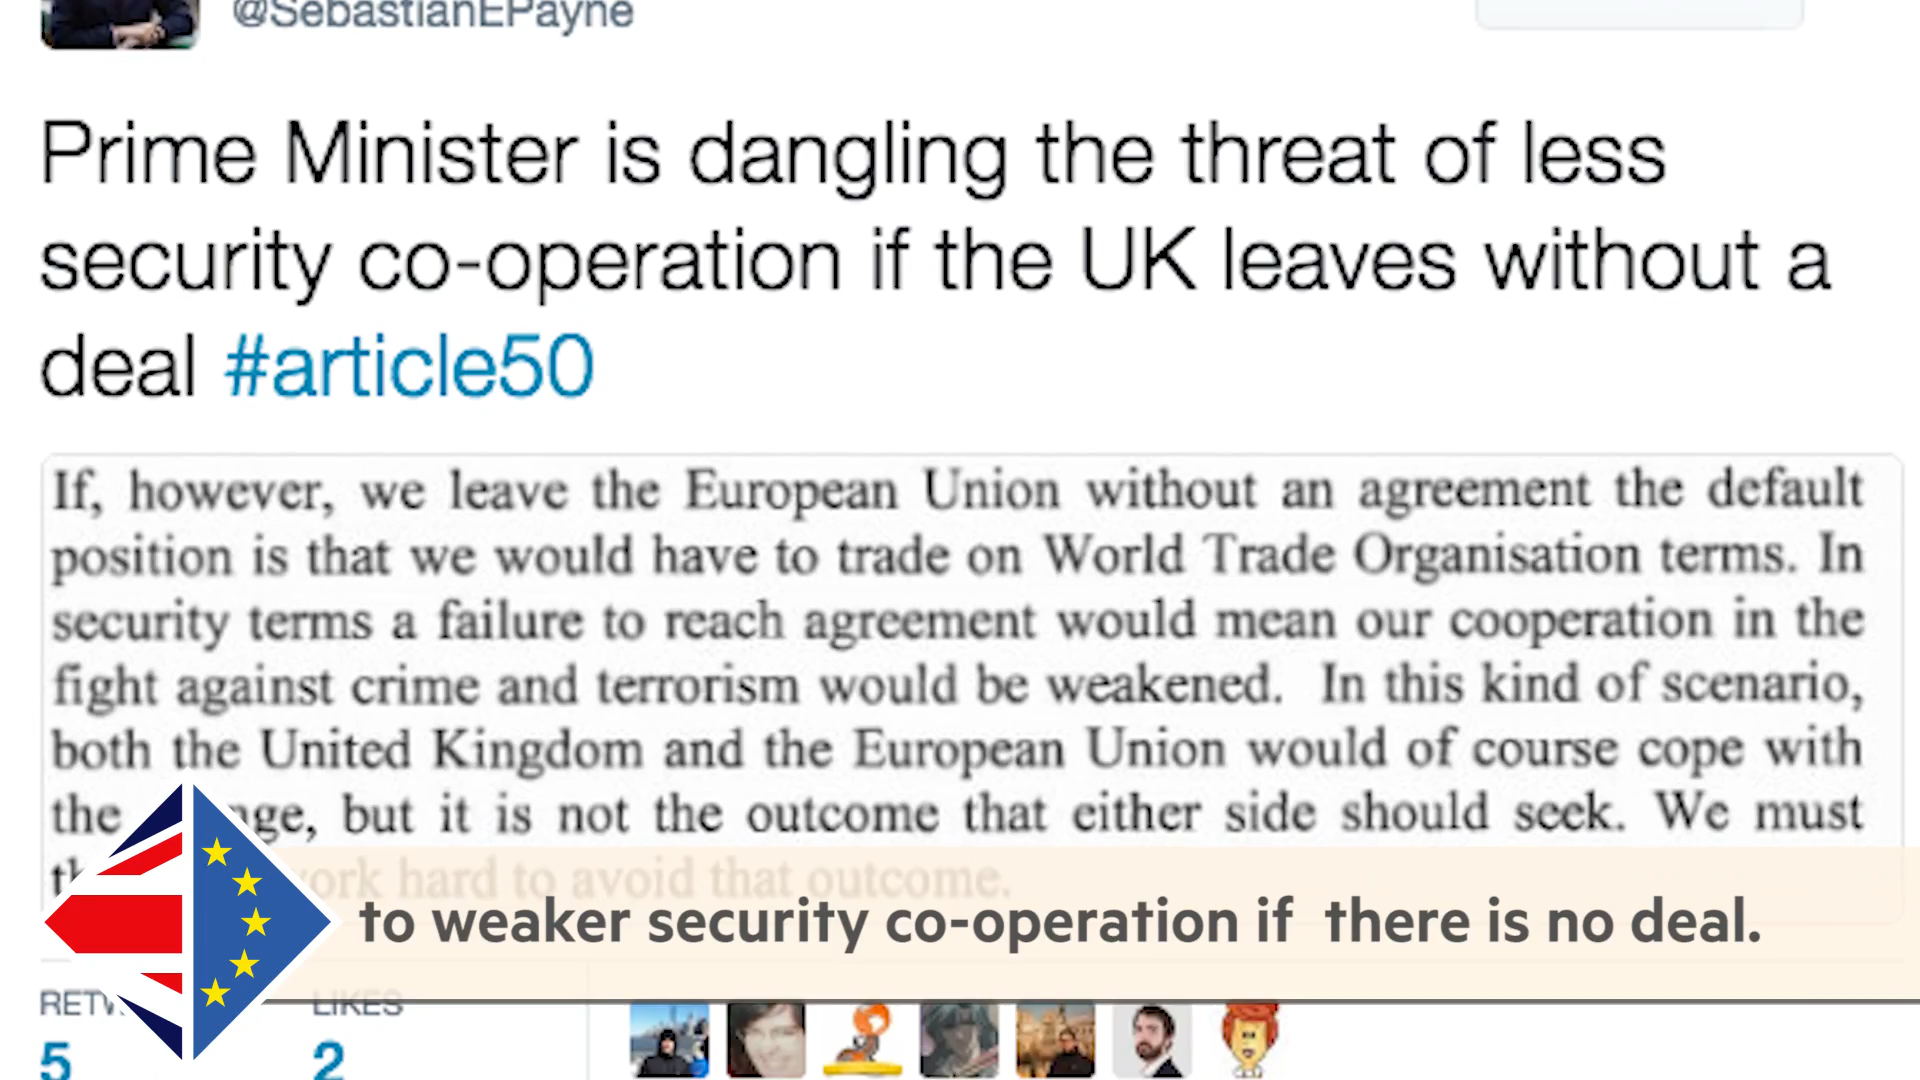 @SebastianEPayne
Prime Minister is dangling the threat of less
security co-operation if the UK leaves without a
deal #article50
If, however, we leave the European Union without an agreement the default
position is that we would have to trade on World Trade Organisation terms. In
security terms a failure to reach agreement would mean our cooperation in the
fight against crime and terrorism would be weakened. In this kind of scenario,
both the United Kingdom and the European Union would of course cope with
the nge, but it is not the outcome that either side should seek. We must
ork hard to avoid that outcome.
to weaker security co-operation if there is no deal.
RETW LIKES
5 2